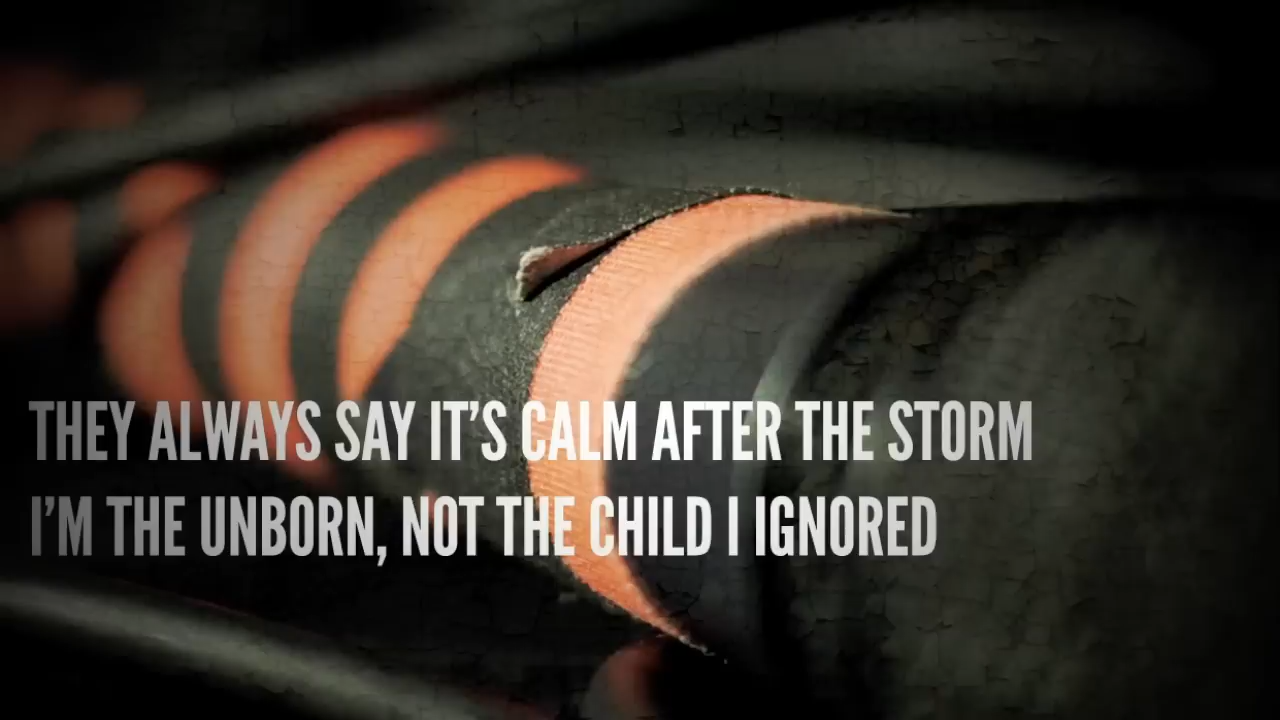 THEY ALWAYS SAY IT’S CALM AFTER THE STORM
I’M THE UNBORN, NOT THE CHILD I IGNORED